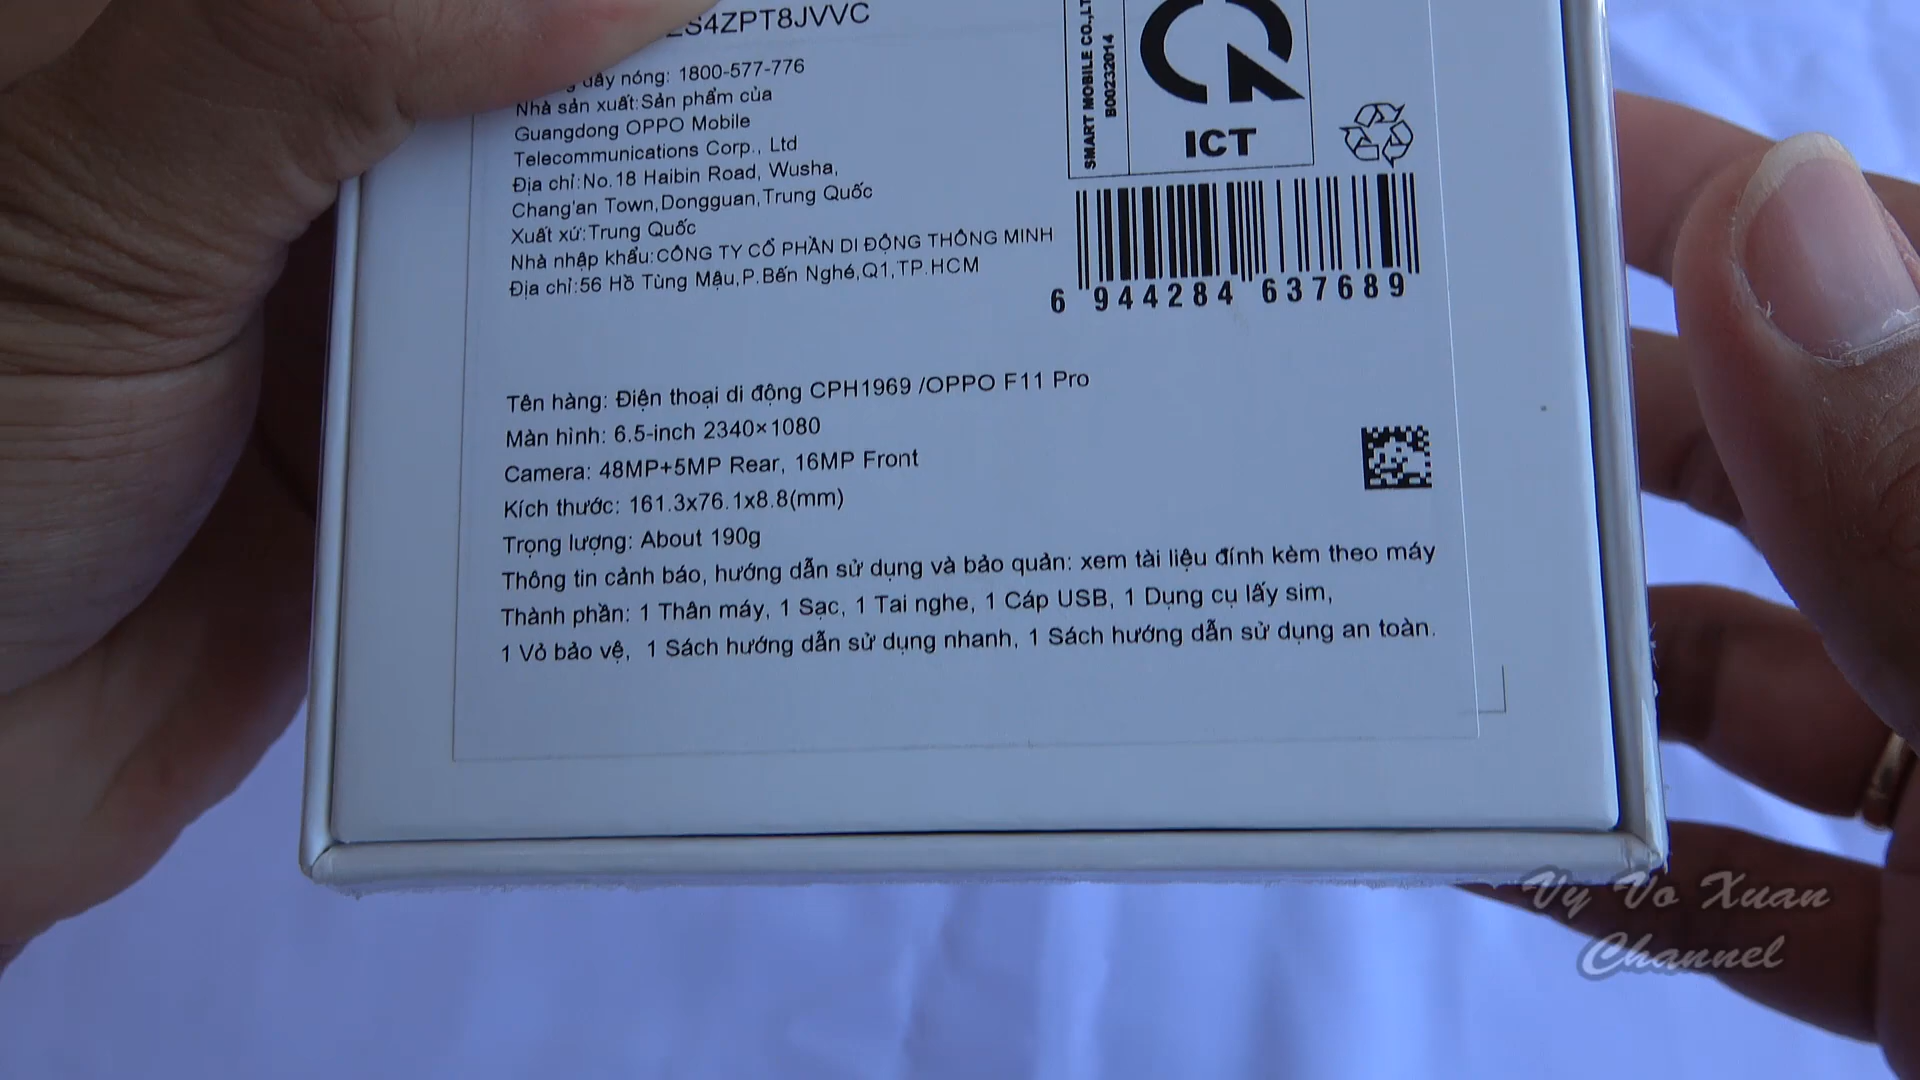 S4ZPT8JVVC
dây nóng: 1800-577-776
Nhà sản xuất:Sản phẩm của
Guangdong OPPO Mobile
Telecommunications Corp., Ltd
Địa chỉ:No.18 Haibin Road, Wusha,
Chang'an Town,Dongguan,Trung Quốc
Xuất xứ:Trung Quốc
Nhà nhập khẩu:CÔNG TY CỔ PHẦN DI ĐỘNG THÔNG MINH
Địa chỉ:56 Hồ Tùng Mậu,P.Bến Nghé,Q1,TP.HCM
SMART MOBILE CO.,LT
B00232014
ICT
6 944284 637689
Tên hàng: Điện thoại di động CPH1969 /OPPO F11 Pro
Màn hình: 6.5-inch 2340×1080
Camera: 48MP+5MP Rear, 16MP Front
Kích thước: 161.3x76.1x8.8(mm)
Trọng lượng: About 190g
Thông tin cảnh báo, hướng dẫn sử dụng và bảo quản: xem tài liệu đính kèm theo máy
Thành phần: 1 Thân máy, 1 Sạc, 1 Tai nghe, 1 Cáp USB, 1 Dụng cụ lấy sim,
1 Vỏ bảo vệ, 1 Sách hướng dẫn sử dụng nhanh, 1 Sách hướng dẫn sử dụng an toàn.
Vy Vo Xuan
Channel